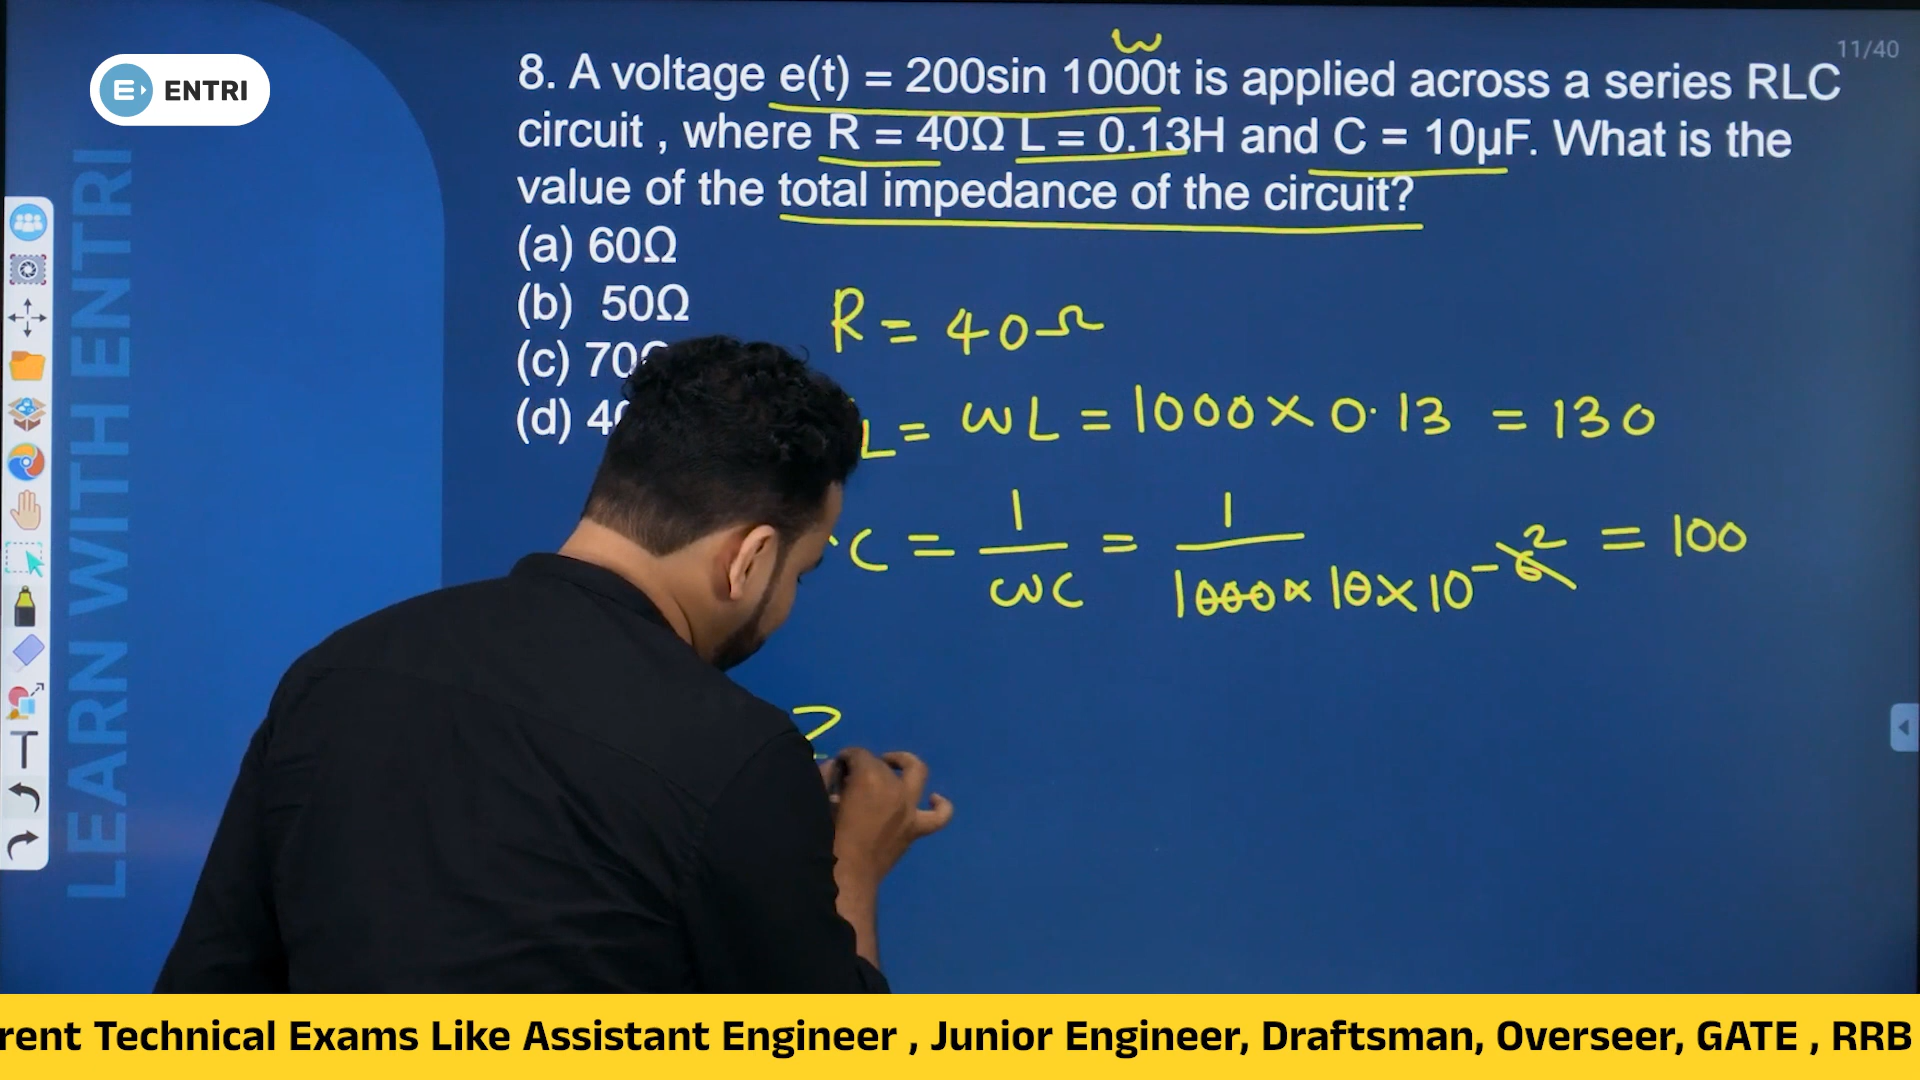 11/40
ENTRI
LEARN WITH ENTRI
ω
8. A voltage e(t) = 200sin 1000t is applied across a series RLC
circuit , where R = 40Ω L = 0.13H and C = 10μF. What is the
value of the total impedance of the circuit?
(a) 60Ω
(b) 50Ω
(c) 70Ω
(d) 4
R = 40Ω
L = ωL = 1000 × 0.13 = 130
C = 1/ωC = 1/1000 × 10 × 10⁻² = 100
Z
T
rent Technical Exams Like Assistant Engineer , Junior Engineer, Draftsman, Overseer, GATE , RRB